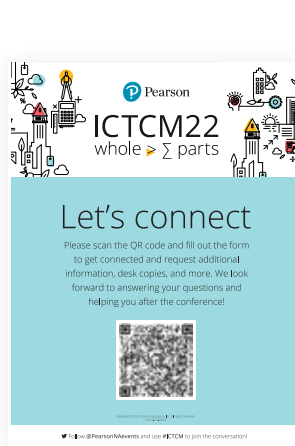 Pearson
ICTCM22
whole > ∑ parts
Let's connect
Please scan the QR code and fill out the form
to get connected and request additional
information, desk copies, and more. We look
forward to answering your questions and
helping you after the conference!
Follow @PearsonNAevents and use #ICTCM to join the conversation!